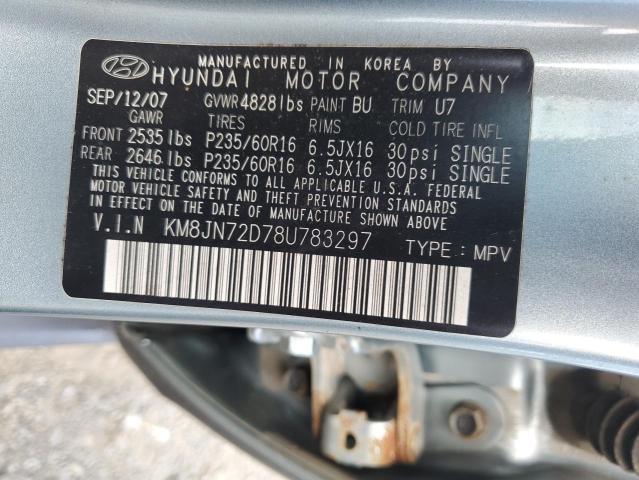 MANUFACTURED IN KOREA BY
HYUNDAI MOTOR COMPANY
SEP/12/07 GVWR 4828lbs PAINT BU TRIM U7
GAWR TIRES RIMS COLD TIRE INFL
FRONT 2535 lbs P235/60R16 6.5JX16 30psi SINGLE
REAR 2646 lbs P235/60R16 6.5JX16 30psi SINGLE
THIS VEHICLE CONFORMS TO ALL APPLICABLE U.S.A. FEDERAL
MOTOR VEHICLE SAFETY AND THEFT PREVENTION STANDARDS
IN EFFECT ON THE DATE OF MANUFACTURE SHOWN ABOVE.
V.I.N KM8JN72D78U783297 TYPE : MPV